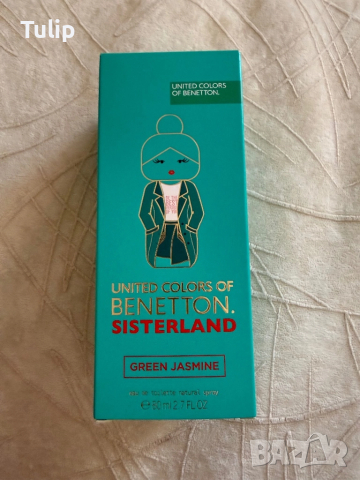 Tulip
UNITED COLORS
OF BENETTON.
UNITED COLORS OF
BENETTON.
SISTERLAND
GREEN JASMINE
eau de toilette natural spray
℮ 80 ml 2.7 FL.OZ.
BAZAR